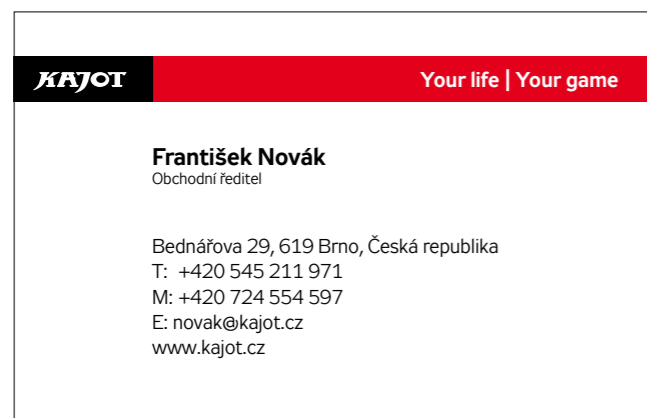 KAJOT
Your life | Your game
František Novák
Obchodní ředitel
Bednářova 29, 619 Brno, Česká republika
T: +420 545 211 971
M: +420 724 554 597
E: novak@kajot.cz
www.kajot.cz